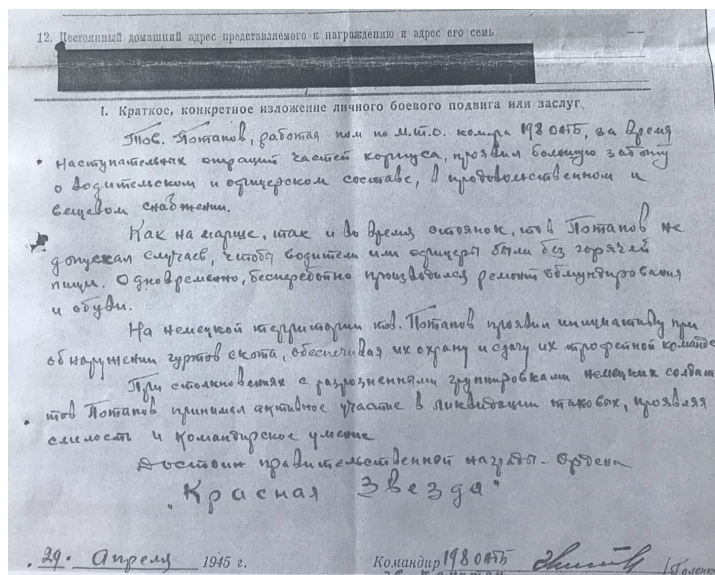 12. Постоянный домашний адрес представляемого к награждению и адрес его семь
I. Краткое, конкретное изложение личного боевого подвига или заслуг.
Тов. Потапов, работая пом по М.Т.О. комира 198 ОАТБ, за время
наступательных операций частей корпуса, проявил большую заботу
о водительском и офицерском составе, в продовольственном и
вещевом снабжении.
Как на марше, так и во время стоянок, тов Потапов не
допускал случаев, чтобы водители или офицеры были без горячей
пищи. Одновременно, бесперебойно производился ремонт обмундирования
и обуви.
На немецкой территории тов. Потапов проявил инициативу при
обнаружении гуртов скота, обеспечивая их охрану и сдачу их трофейной команде
При столкновениях с разрозненными группировками немецких солдат
тов Потапов принимал активное участие в ликвидации таковых, проявляя
смелость и командирское умение
Достоин правительственной награды - Ордена
"Красная Звезда"
29. Апреля 1945 г. Командир 198 ОАТБ